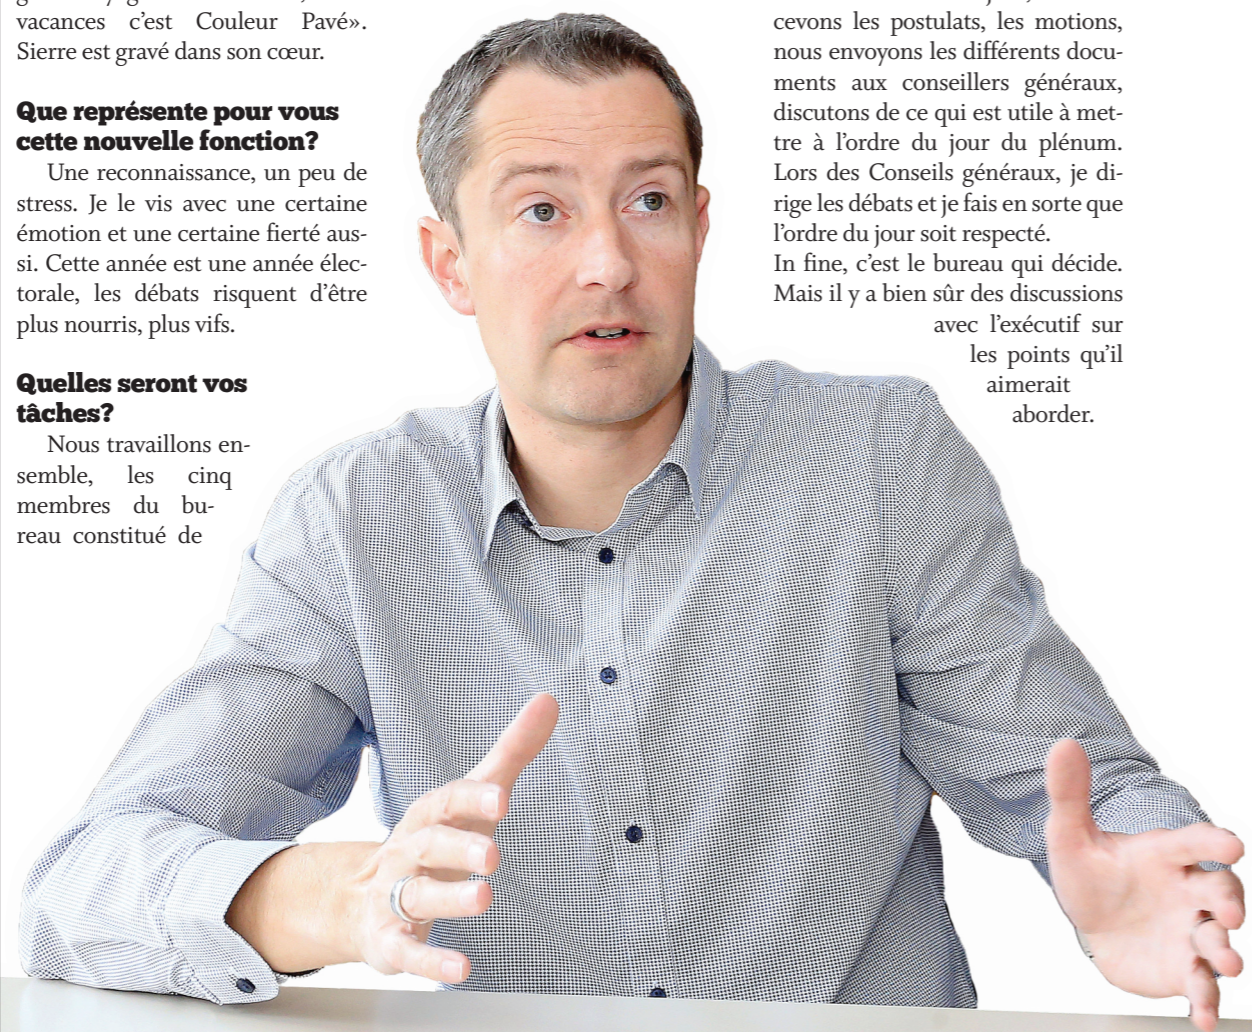 vacances c'est Couleur Pavé».
Sierre est gravé dans son cœur.
Que représente pour vous
cette nouvelle fonction?
Une reconnaissance, un peu de
stress. Je le vis avec une certaine
émotion et une certaine fierté aus-
si. Cette année est une année élec-
torale, les débats risquent d'être
plus nourris, plus vifs.
Quelles seront vos
tâches?
Nous travaillons en-
semble, les cinq
membres du bu-
reau constitué de
cevons les postulats, les motions,
nous envoyons les différents docu-
ments aux conseillers généraux,
discutons de ce qui est utile à met-
tre à l'ordre du jour du plénum.
Lors des Conseils généraux, je di-
rige les débats et je fais en sorte que
l'ordre du jour soit respecté.
In fine, c'est le bureau qui décide.
Mais il y a bien sûr des discussions
avec l'exécutif sur
les points qu'il
aimerait
aborder.